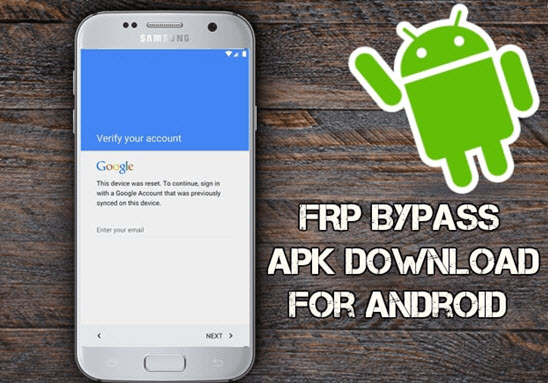 SAMSUNG
Verify your account
Google
This device was reset. To continue, sign in
with a Google Account that was previously
synced on this device.
Enter your email
NEXT
FRP BYPASS
APK DOWNLOAD
FOR ANDROID